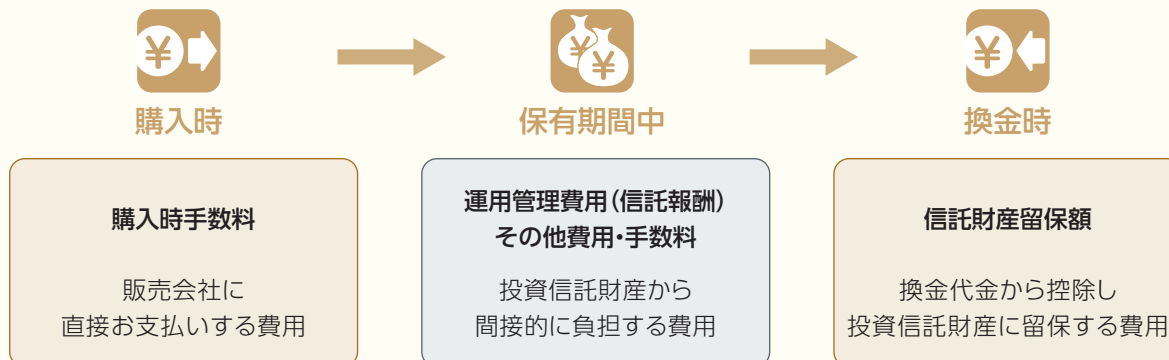 ¥
¥
¥
¥
購入時
保有期間中
換金時
購入時手数料
販売会社に
直接お支払いする費用
運用管理費用(信託報酬)
その他費用・手数料
投資信託財産から
間接的に負担する費用
信託財産留保額
換金代金から控除し
投資信託財産に留保する費用